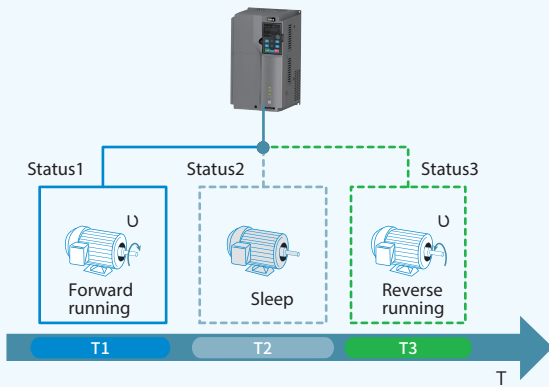 Status1
Status2
Status3
Forward
running
Sleep
Reverse
running
T1
T2
T3
T